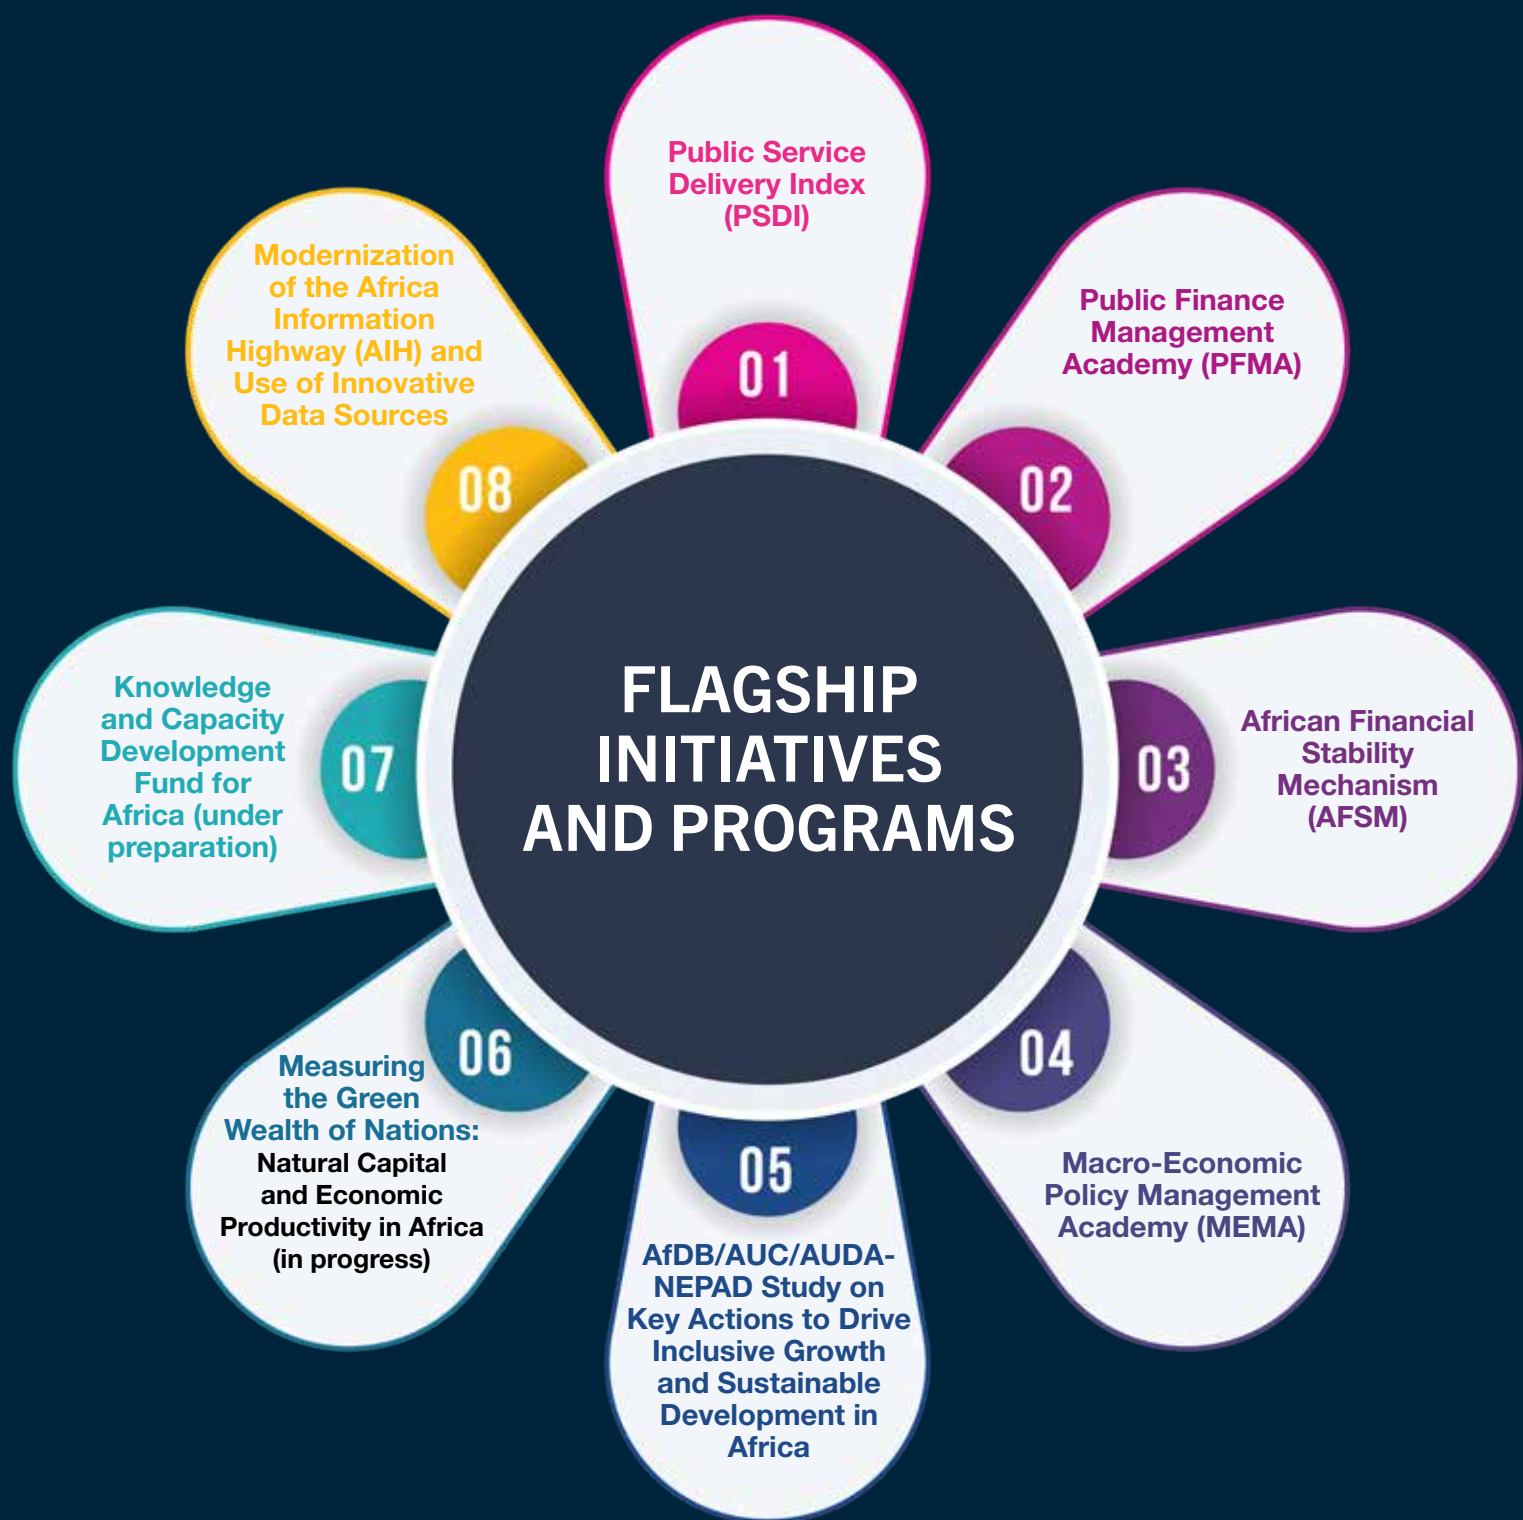 FLAGSHIP
INITIATIVES
AND PROGRAMS
01
Public Service
Delivery Index
(PSDI)
02
Public Finance
Management
Academy (PFMA)
03
African Financial
Stability
Mechanism
(AFSM)
04
Macro-Economic
Policy Management
Academy (MEMA)
05
AfDB/AUC/AUDA-
NEPAD Study on
Key Actions to Drive
Inclusive Growth
and Sustainable
Development in
Africa
06
Measuring
the Green
Wealth of Nations:
Natural Capital
and Economic
Productivity in Africa
(in progress)
07
Knowledge
and Capacity
Development
Fund for
Africa (under
preparation)
08
Modernization
of the Africa
Information
Highway (AIH) and
Use of Innovative
Data Sources